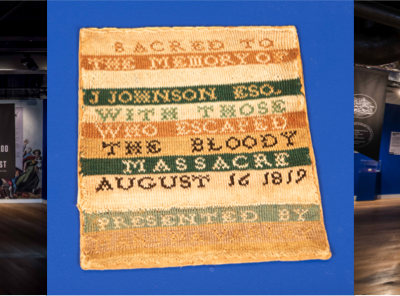 SACRED TO
THE MEMORY OF
J JOHNSON ESQ.
WITH THOSE
WHO ESCAPED
THE BLOODY
MASSACRE
AUGUST 16 1819
PRESENTED BY